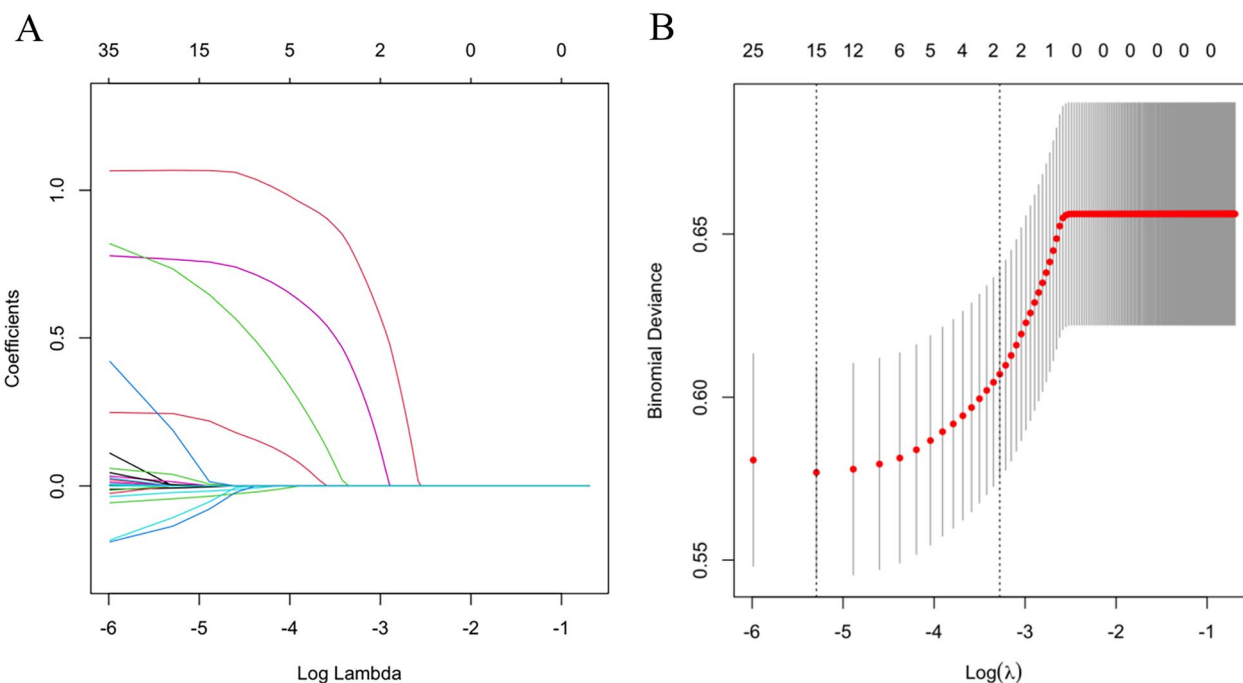 A
35 15 5 2 0 0
1.0
0.5
0.0
Coefficients
-6 -5 -4 -3 -2 -1
Log Lambda
B
25 15 12 6 5 4 2 2 1 0 0 0 0 0 0
0.65
0.60
0.55
Binomial Deviance
-6 -5 -4 -3 -2 -1
Log(λ)